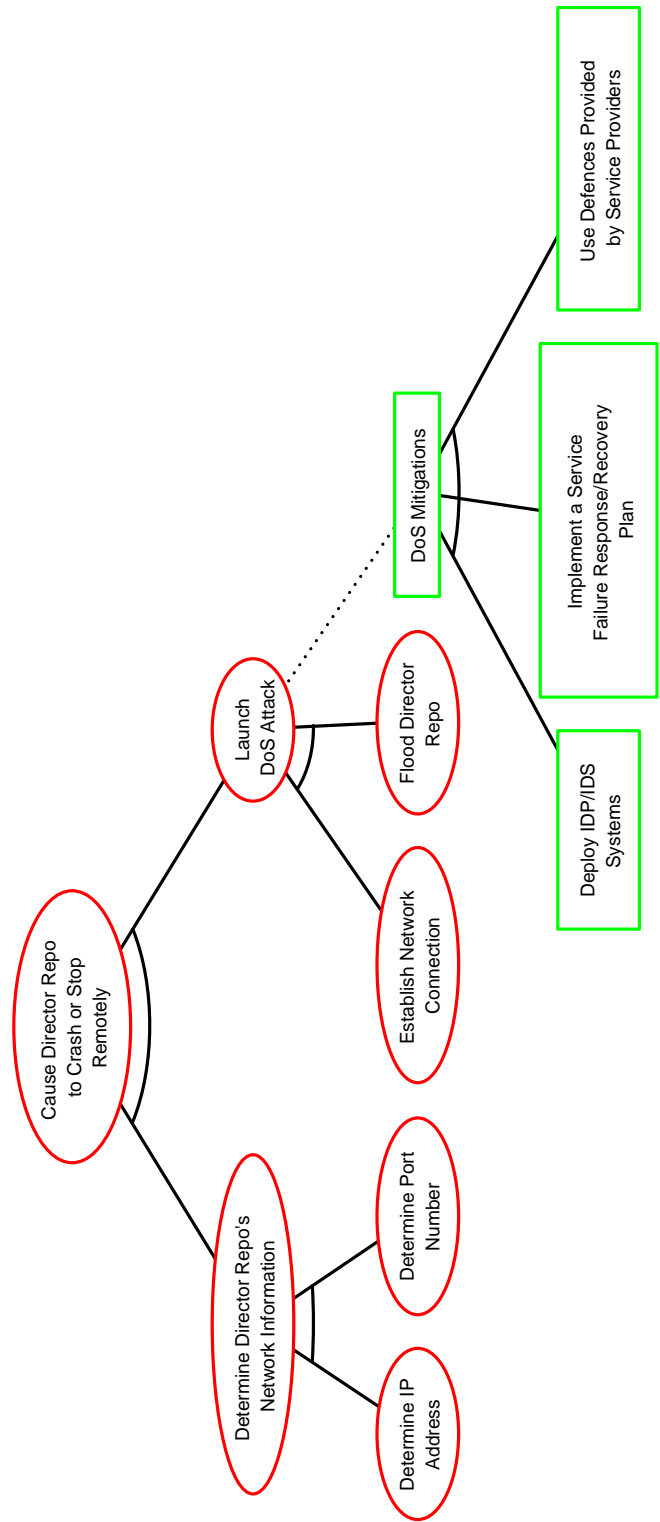 Cause Director Repo
to Crash or Stop
Remotely
Determine Director Repo's
Network Information
Launch
DoS Attack
Determine IP
Address
Determine Port
Number
Establish Network
Connection
Flood Director
Repo
DoS Mitigations
Deploy IDP/IDS
Systems
Implement a Service
Failure Response/Recovery
Plan
Use Defences Provided
by Service Providers